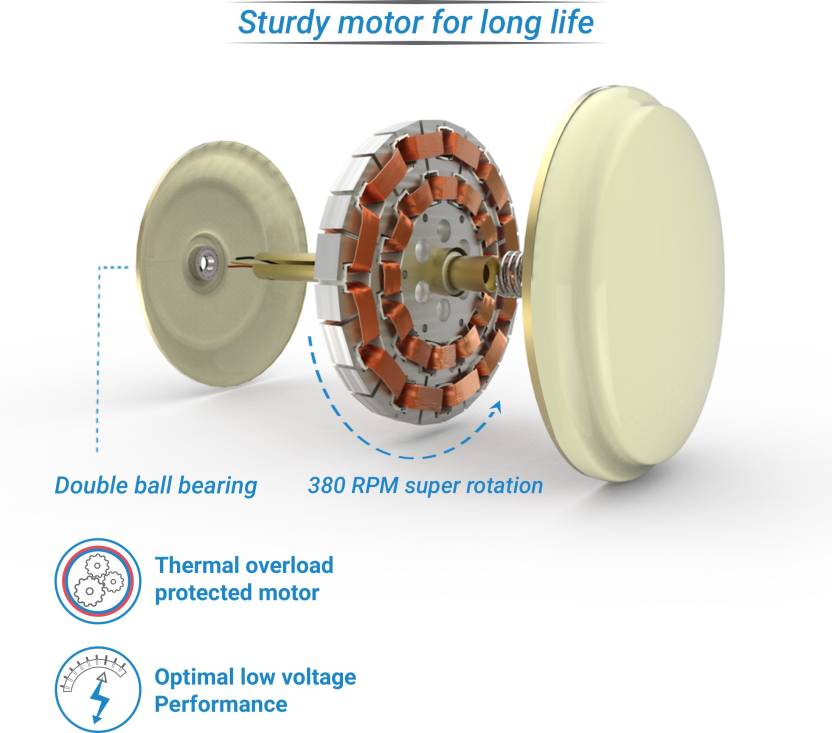 Sturdy motor for long life
Double ball bearing
380 RPM super rotation
Thermal overload
protected motor
Optimal low voltage
Performance